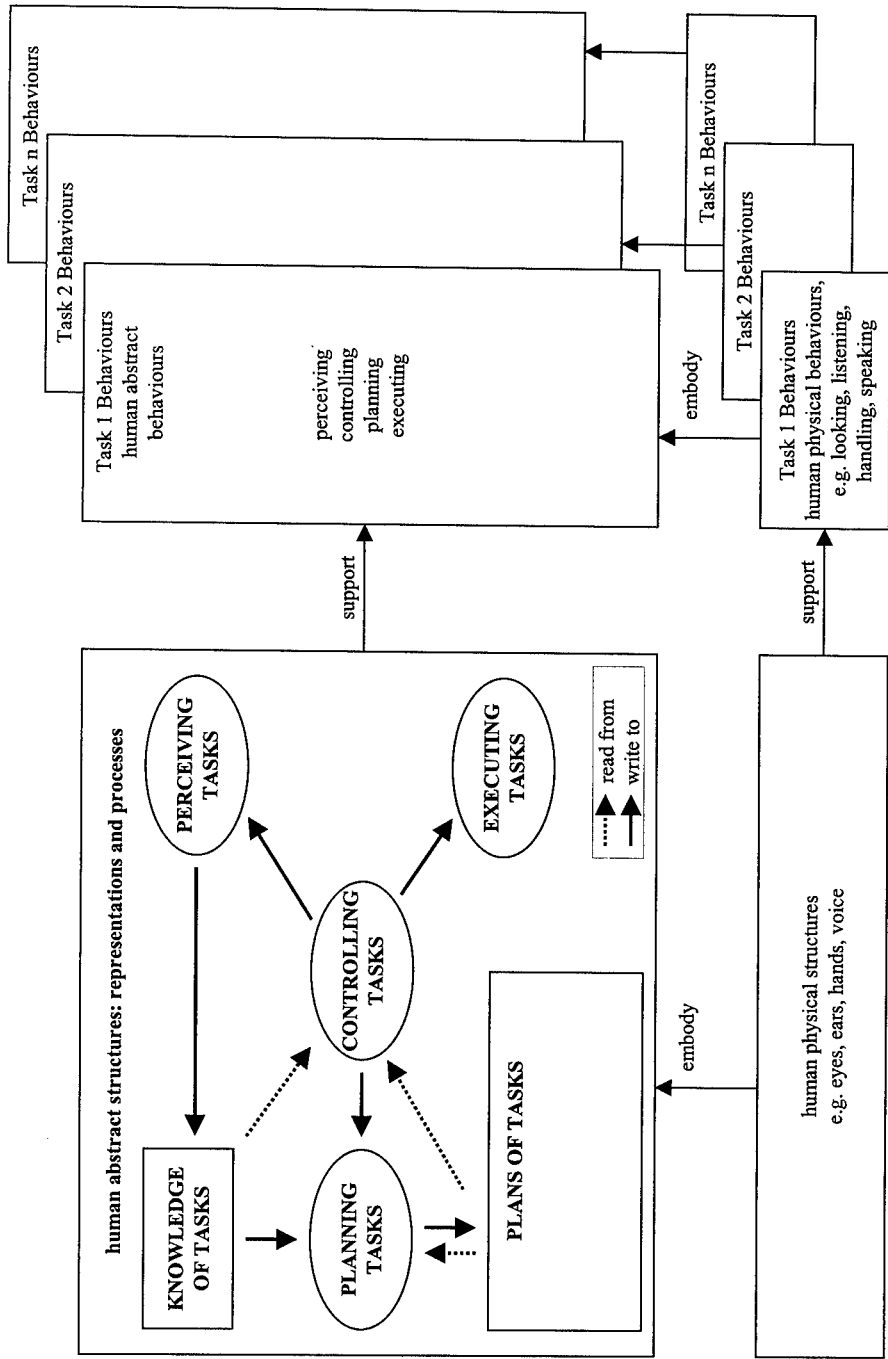 human abstract structures: representations and processes
KNOWLEDGE
OF TASKS
PERCEIVING
TASKS
PLANNING
TASKS
CONTROLLING
TASKS
PLANS OF TASKS
EXECUTING
TASKS
read from
write to
support
Task 1 Behaviours
human abstract
behaviours
perceiving
controlling
planning
executing
Task 2 Behaviours
Task n Behaviours
embody
embody
human physical structures
e.g. eyes, ears, hands, voice
support
Task 1 Behaviours
human physical behaviours,
e.g. looking, listening,
handling, speaking
Task 2 Behaviours
Task n Behaviours